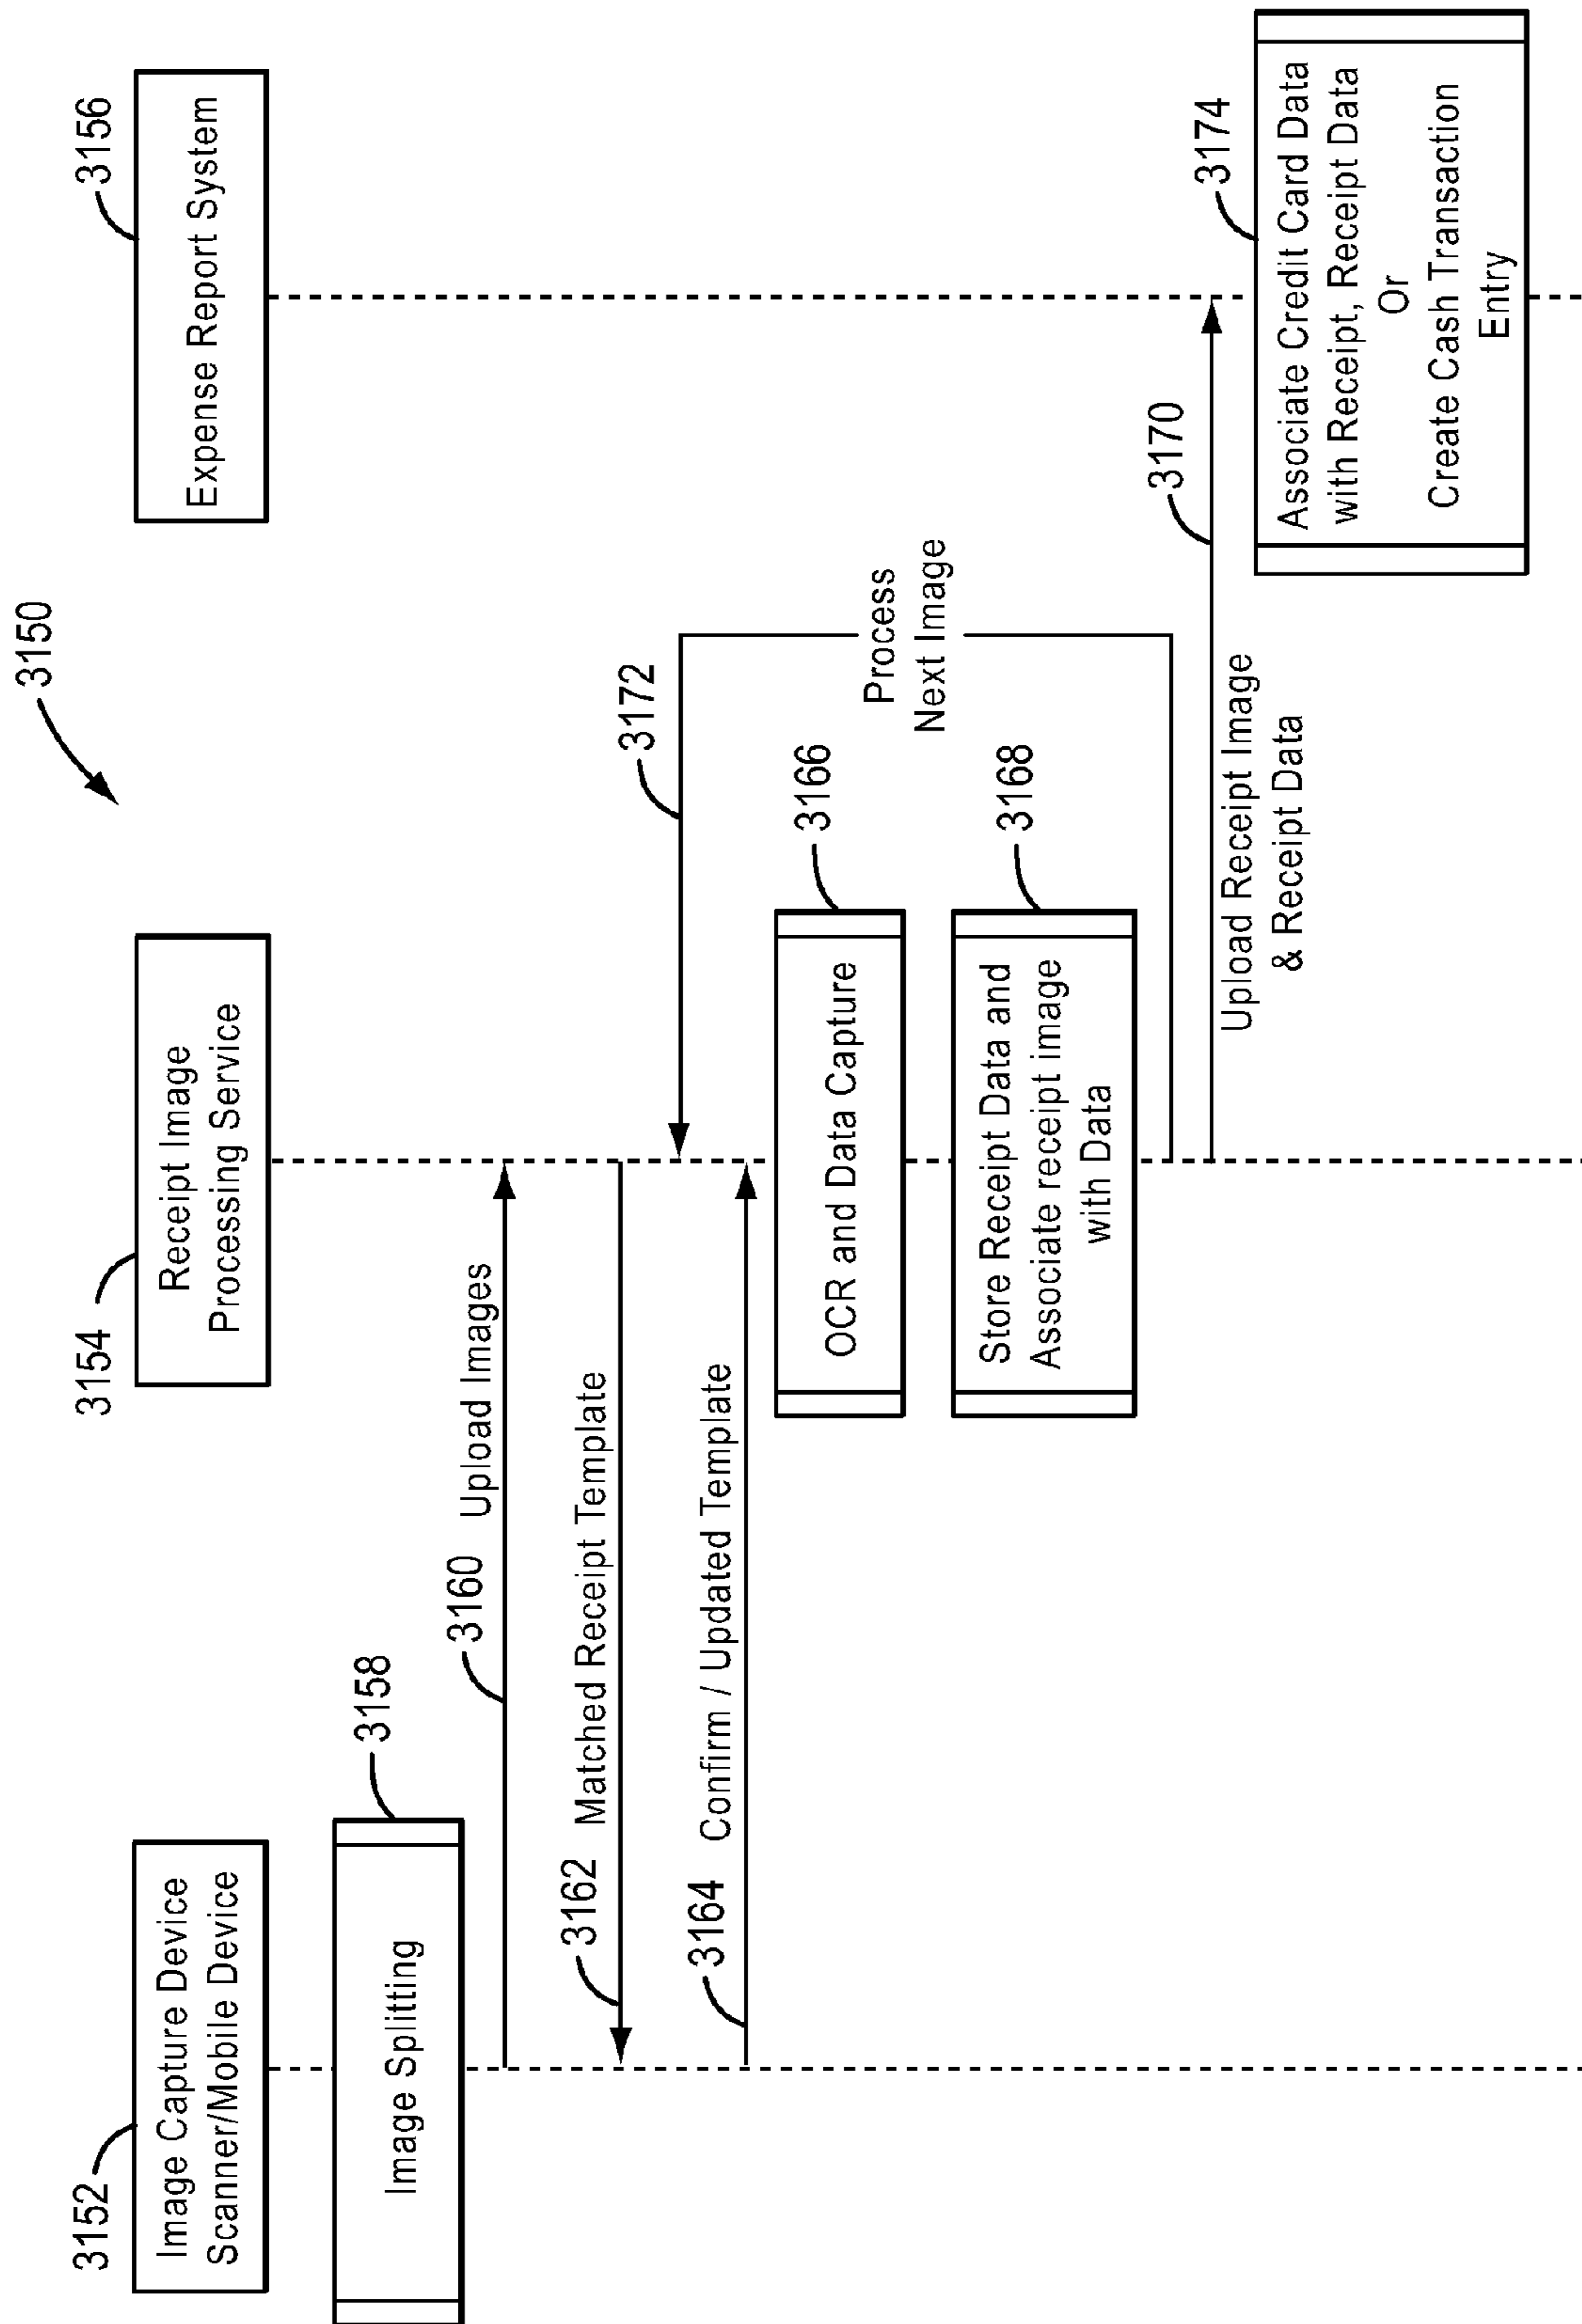 3150
3152
Image Capture Device
Scanner/Mobile Device
3154
Receipt Image
Processing Service
3156
Expense Report System
Image Splitting
3158
3160
Upload Images
3162
Matched Receipt Template
3164
Confirm / Updated Template
3172
Process
Next Image
OCR and Data Capture
3166
Store Receipt Data and
Associate receipt image
with Data
3168
3170
Upload Receipt Image
& Receipt Data
3174
Associate Credit Card Data
with Receipt, Receipt Data
Or
Create Cash Transaction
Entry